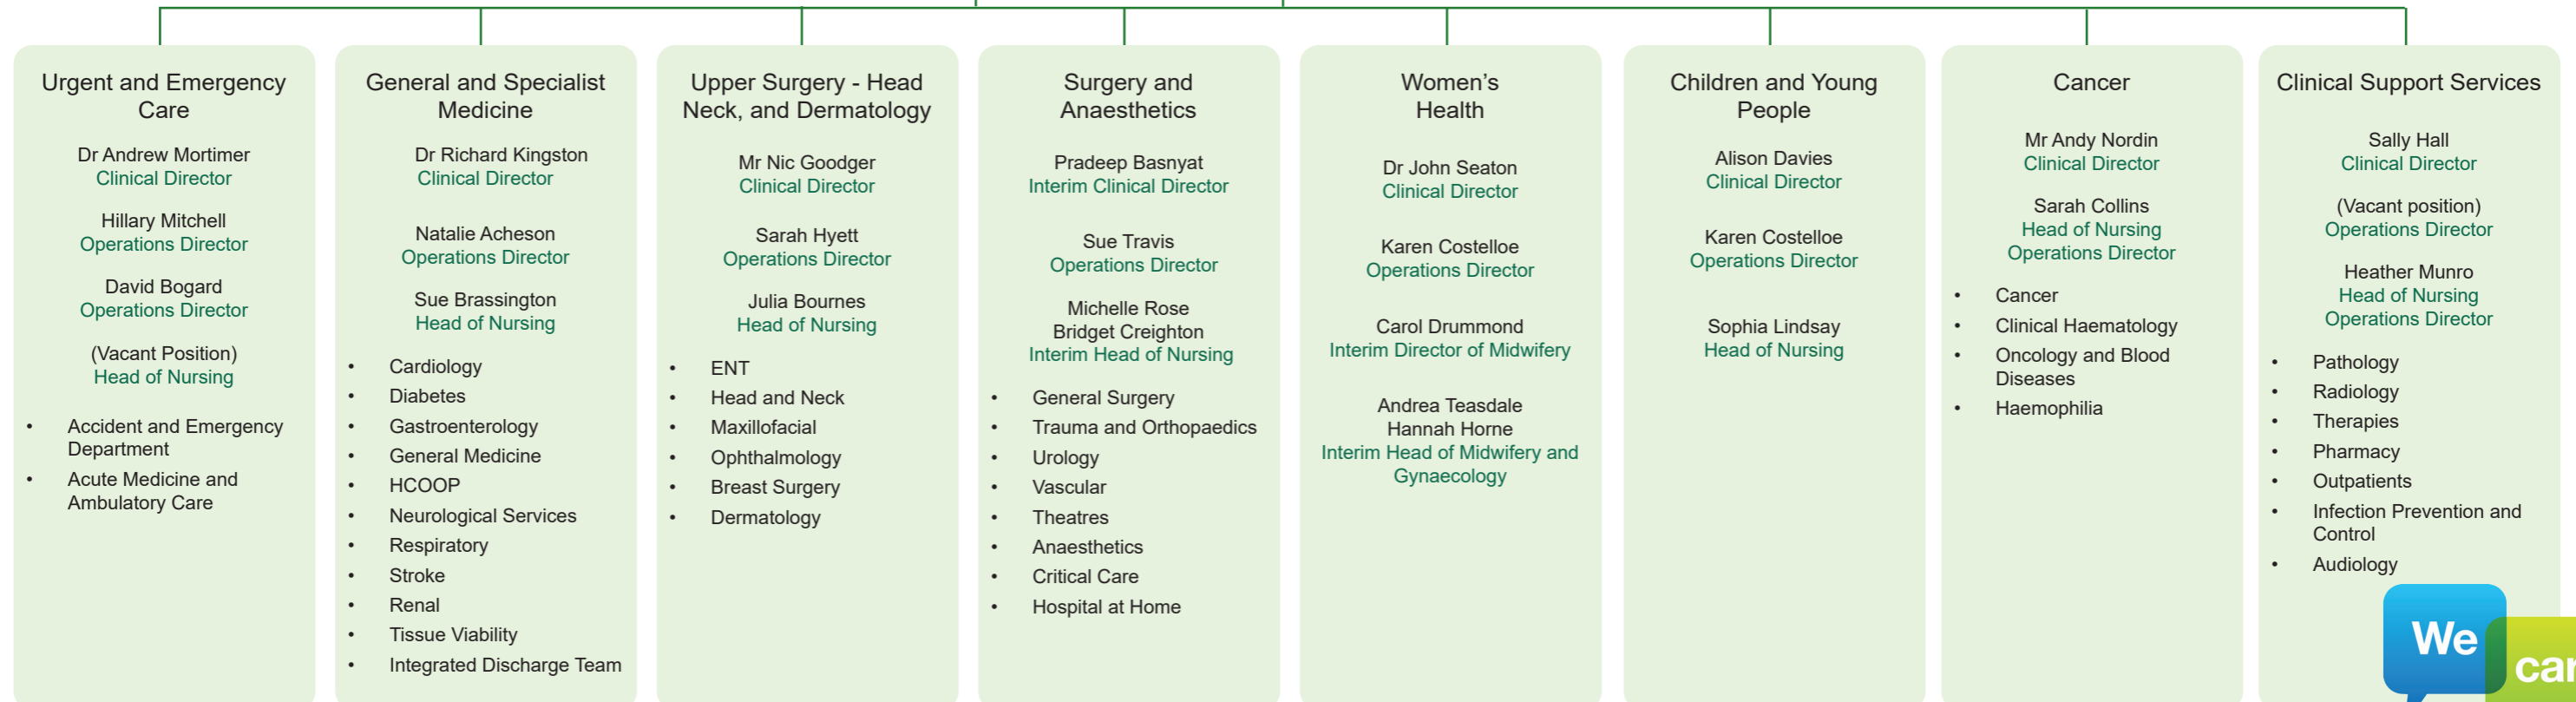 Urgent and Emergency
Care
Dr Andrew Mortimer
Clinical Director
Hillary Mitchell
Operations Director
David Bogard
Operations Director
(Vacant Position)
Head of Nursing
• Accident and Emergency
Department
• Acute Medicine and
Ambulatory Care
General and Specialist
Medicine
Dr Richard Kingston
Clinical Director
Natalie Acheson
Operations Director
Sue Brassington
Head of Nursing
• Cardiology
• Diabetes
• Gastroenterology
• General Medicine
• HCOOP
• Neurological Services
• Respiratory
• Stroke
• Renal
• Tissue Viability
• Integrated Discharge Team
Upper Surgery - Head
Neck, and Dermatology
Mr Nic Goodger
Clinical Director
Sarah Hyett
Operations Director
Julia Bournes
Head of Nursing
• ENT
• Head and Neck
• Maxillofacial
• Ophthalmology
• Breast Surgery
• Dermatology
Surgery and
Anaesthetics
Pradeep Basnyat
Interim Clinical Director
Sue Travis
Operations Director
Michelle Rose
Bridget Creighton
Interim Head of Nursing
• General Surgery
• Trauma and Orthopaedics
• Urology
• Vascular
• Theatres
• Anaesthetics
• Critical Care
• Hospital at Home
Women’s
Health
Dr John Seaton
Clinical Director
Karen Costelloe
Operations Director
Carol Drummond
Interim Director of Midwifery
Andrea Teasdale
Hannah Horne
Interim Head of Midwifery and
Gynaecology
Children and Young
People
Alison Davies
Clinical Director
Karen Costelloe
Operations Director
Sophia Lindsay
Head of Nursing
Cancer
Mr Andy Nordin
Clinical Director
Sarah Collins
Head of Nursing
Operations Director
• Cancer
• Clinical Haematology
• Oncology and Blood
Diseases
• Haemophilia
Clinical Support Services
Sally Hall
Clinical Director
(Vacant position)
Operations Director
Heather Munro
Head of Nursing
Operations Director
• Pathology
• Radiology
• Therapies
• Pharmacy
• Outpatients
• Infection Prevention and
Control
• Audiology
We